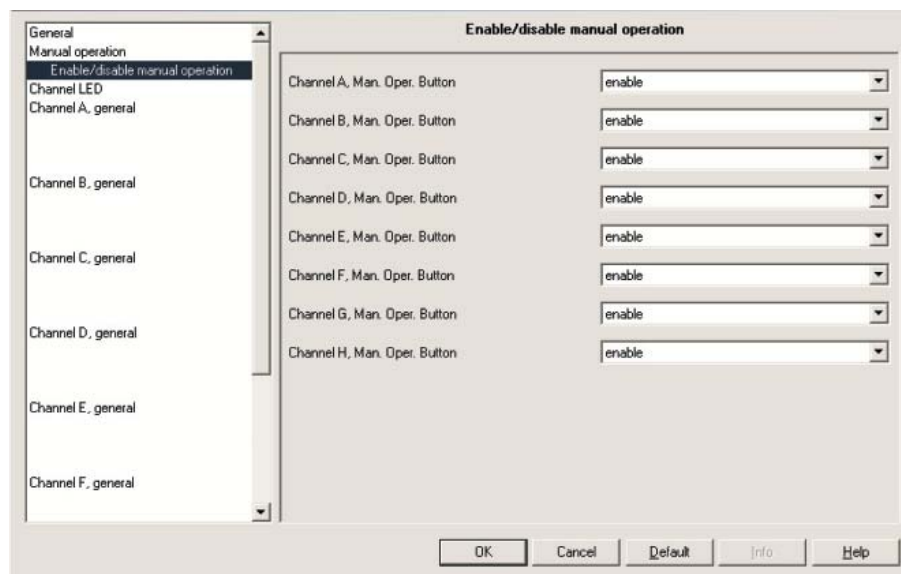 General
Manual operation
Enable/disable manual operation
Channel LED
Channel A, general
Channel B, general
Channel C, general
Channel D, general
Channel E, general
Channel F, general
Enable/disable manual operation
Channel A, Man. Oper. Button enable
Channel B, Man. Oper. Button enable
Channel C, Man. Oper. Button enable
Channel D, Man. Oper. Button enable
Channel E, Man. Oper. Button enable
Channel F, Man. Oper. Button enable
Channel G, Man. Oper. Button enable
Channel H, Man. Oper. Button enable
OK Cancel Default Info Help